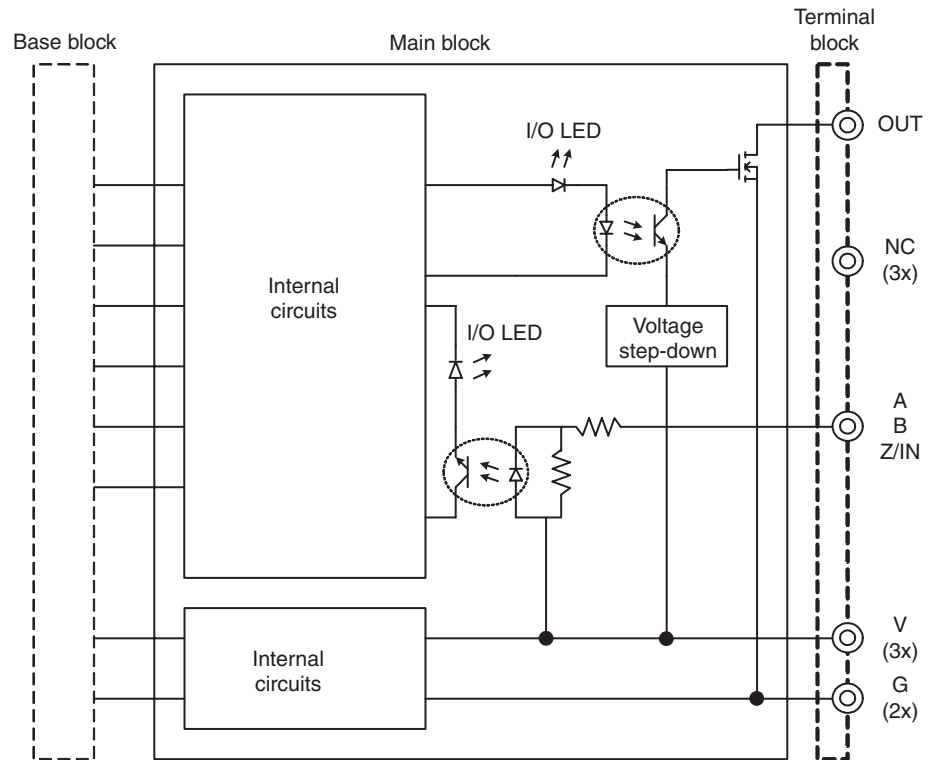 Base block
Main block
Terminal
block
I/O LED
OUT
NC
(3x)
Internal
circuits
I/O LED
Voltage
step-down
A
B
Z/IN
Internal
circuits
V
(3x)
G
(2x)